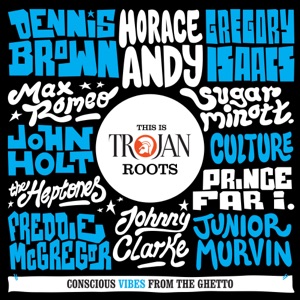 DENNIS BROWN
HORACE ANDY
GREGORY ISAACS
Max Romeo
Sugar Minott.
JOHN HOLT
THIS IS
TROJAN
ROOTS
CULTURE
the Heptones
PRINCE FAR I.
FREDDIE McGREGOR
Johnny Clarke
JUNIOR MURVIN
CONSCIOUS VIBES FROM THE GHETTO